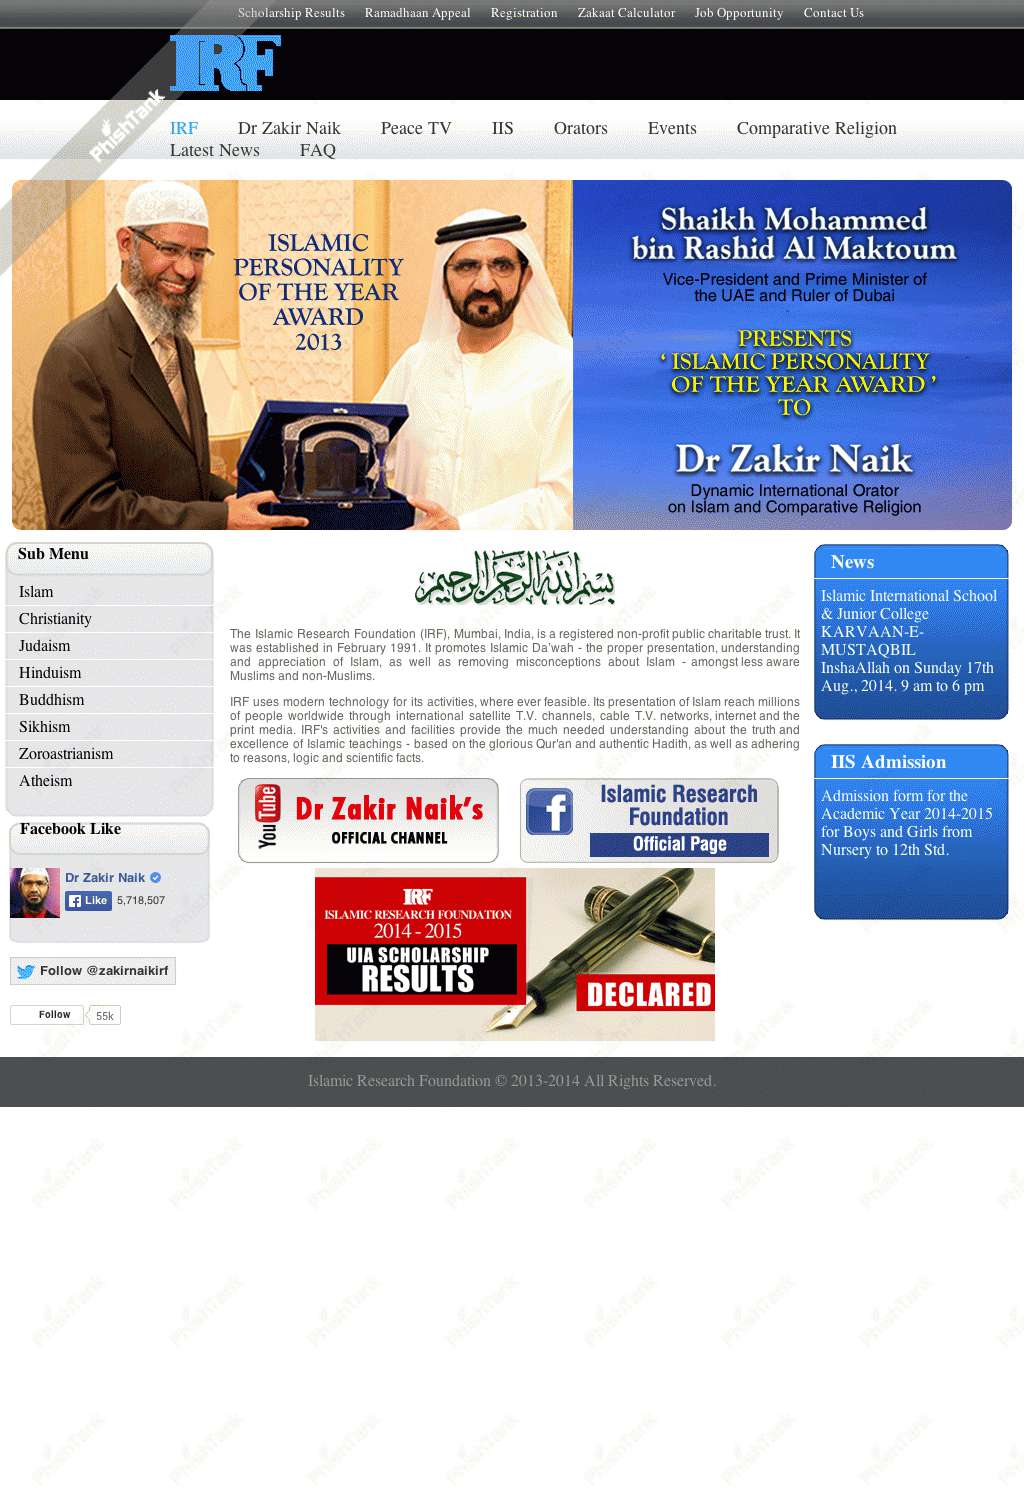 Scholarship Results Ramadhaan Appeal Registration Zakaat Calculator Job Opportunity Contact Us
IRF
PhishTank
IRF Dr Zakir Naik Peace TV IIS Orators Events Comparative Religion
Latest News FAQ
ISLAMIC
PERSONALITY
OF THE YEAR
AWARD
2013
Shaikh Mohammed
bin Rashid Al Maktoum
Vice-President and Prime Minister of
the UAE and Ruler of Dubai
PRESENTS
‘ ISLAMIC PERSONALITY
OF THE YEAR AWARD ’
TO
Dr Zakir Naik
Dynamic International Orator
on Islam and Comparative Religion
Sub Menu
Islam
Christianity
Judaism
Hinduism
Buddhism
Sikhism
Zoroastrianism
Atheism
Facebook Like
Dr Zakir Naik
Like 5,718,507
Follow @zakirnaikirf
Follow 55k
بسم الله الرحمن الرحيم
The Islamic Research Foundation (IRF), Mumbai, India, is a registered non-profit public charitable trust. It
was established in February 1991. It promotes Islamic Da'wah - the proper presentation, understanding
and appreciation of Islam, as well as removing misconceptions about Islam - amongst less aware
Muslims and non-Muslims.
IRF uses modern technology for its activities, where ever feasible. Its presentation of Islam reach millions
of people worldwide through international satellite T.V. channels, cable T.V. networks, internet and the
print media. IRF's activities and facilities provide the much needed understanding about the truth and
excellence of Islamic teachings - based on the glorious Qur'an and authentic Hadith, as well as adhering
to reasons, logic and scientific facts.
YouTube
Dr Zakir Naik's
OFFICIAL CHANNEL
Islamic Research
Foundation
Official Page
IRF
ISLAMIC RESEARCH FOUNDATION
2014 - 2015
UIA SCHOLARSHIP
RESULTS
DECLARED
News
Islamic International School
& Junior College
KARVAAN-E-
MUSTAQBIL
InshaAllah on Sunday 17th
Aug., 2014. 9 am to 6 pm
IIS Admission
Admission form for the
Academic Year 2014-2015
for Boys and Girls from
Nursery to 12th Std.
Islamic Research Foundation © 2013-2014 All Rights Reserved.